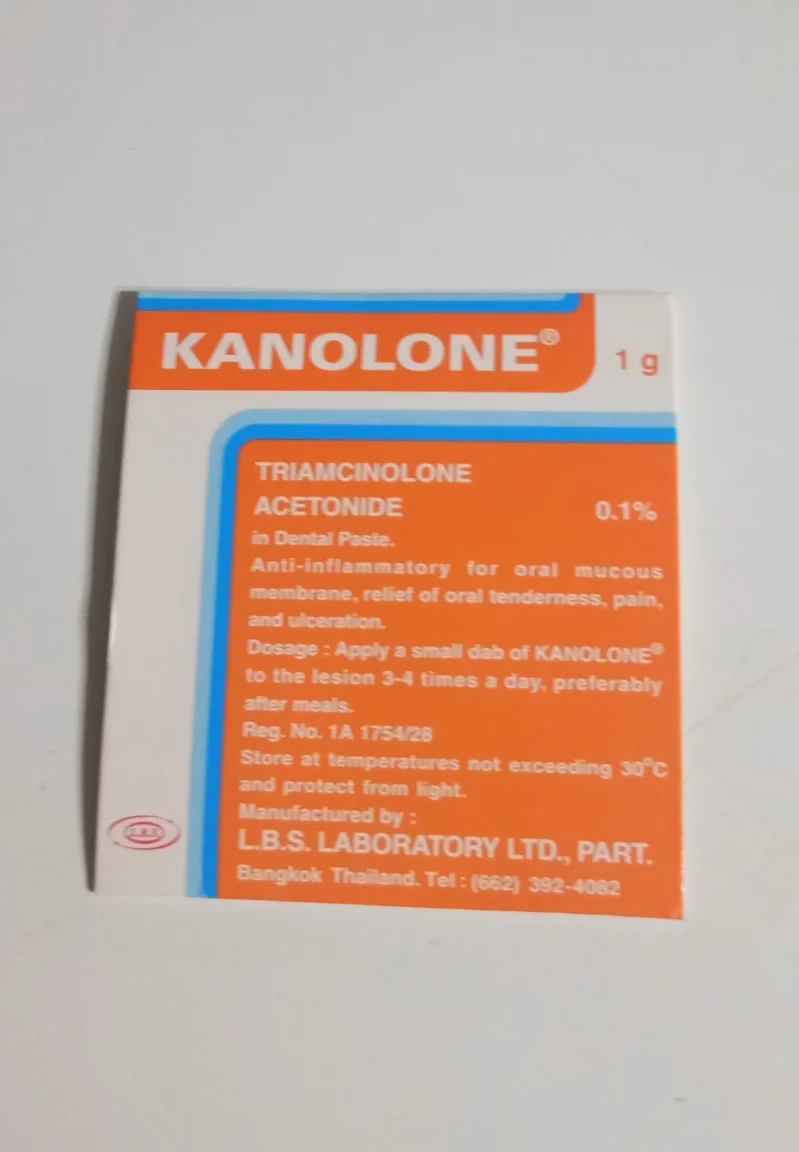 KANOLONE®
1 g
TRIAMCINOLONE
ACETONIDE 0.1%
in Dental Paste.
Anti-inflammatory for oral mucous
membrane, relief of oral tenderness, pain,
and ulceration.
Dosage : Apply a small dab of KANOLONE®
to the lesion 3-4 times a day, preferably
after meals.
Reg. No. 1A 1754/28
Store at temperatures not exceeding 30°C
and protect from light.
Manufactured by :
L.B.S. LABORATORY LTD., PART.
Bangkok Thailand. Tel : (662) 392-4082
L.B.S.